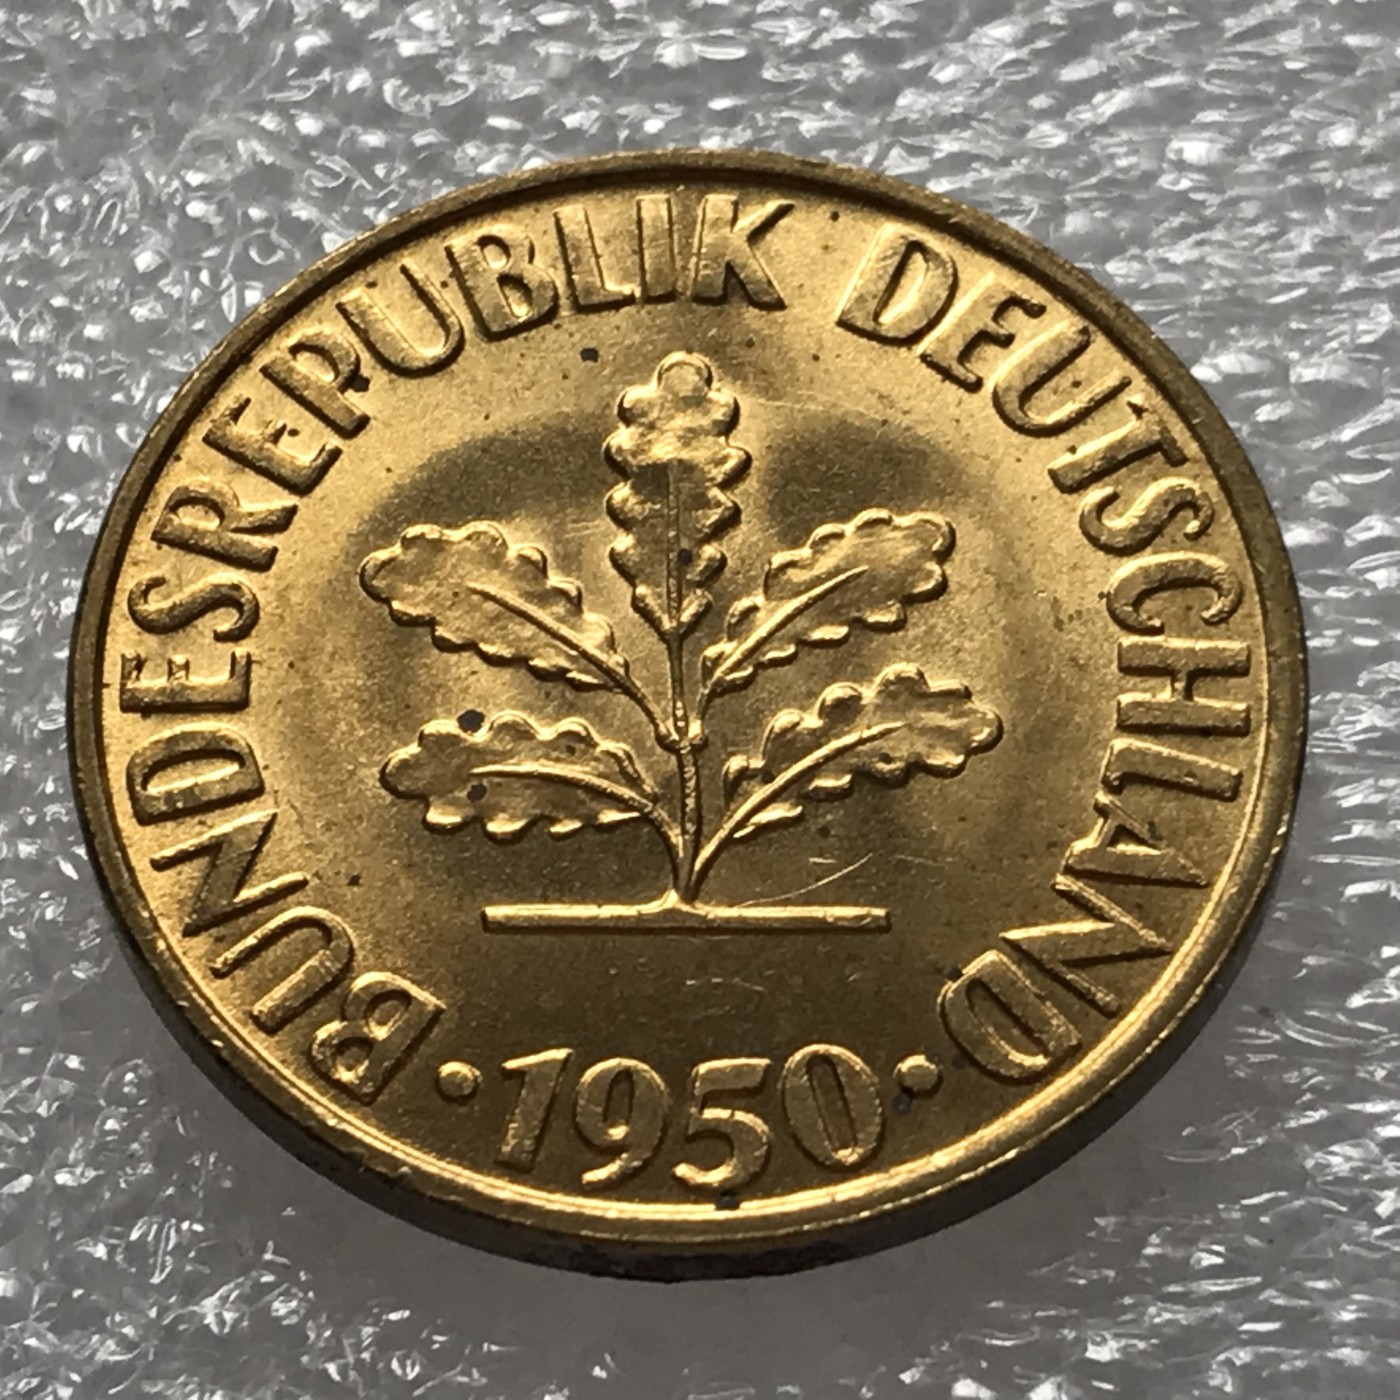 BUNDESREPUBLIK DEUTSCHLAND
·1950·